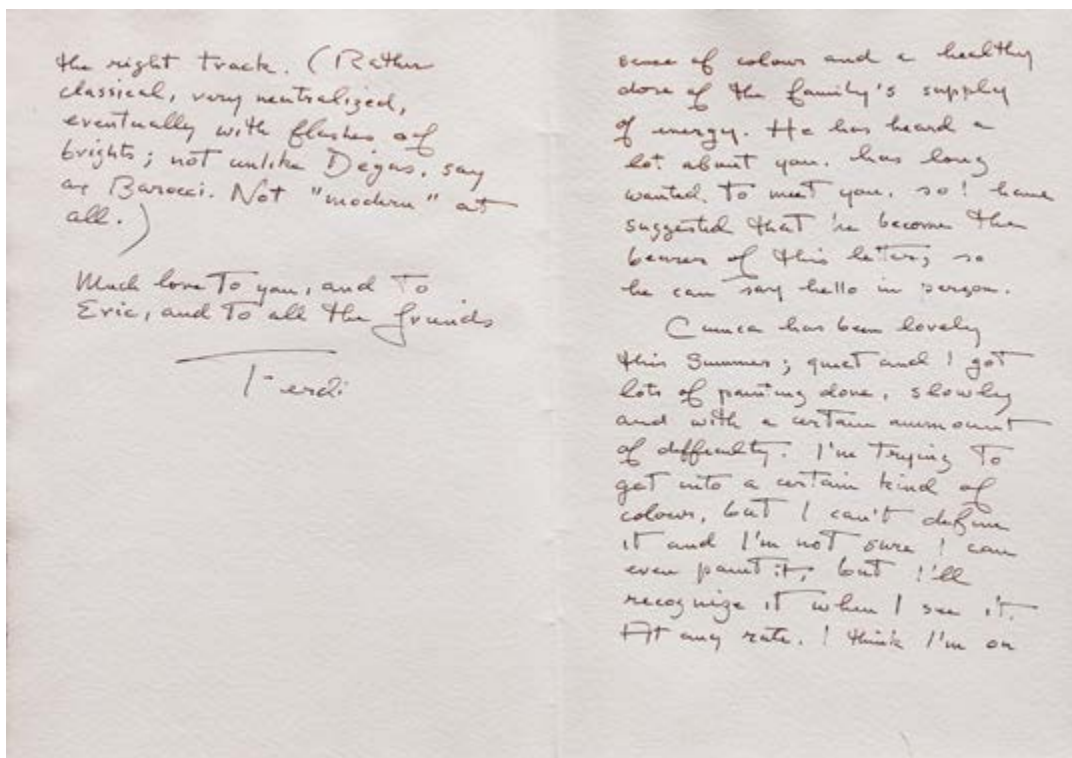 sense of colour and a healthy
dose of the family's supply
of energy. He has heard a
lot about you, has long
wanted to meet you, so I have
suggested that he become the
bearer of this letter; so
he can say hello in person.
Cuenca has been lovely
this Summer; quiet and I got
lots of painting done, slowly
and with a certain ammount
of difficulty. I'm trying to
get into a certain kind of
colour, but I can't define
it and I'm not sure I can
even paint it, but I'll
recognize it when I see it.
At any rate, I think I'm on
the right track. (Rather
classical, very neutralized,
eventually with flashes of
brights; not unlike Degas, say
or Barocci. Not "modern" at
all.)
Much love to you, and to
Eric, and to all the friends
Ferdi